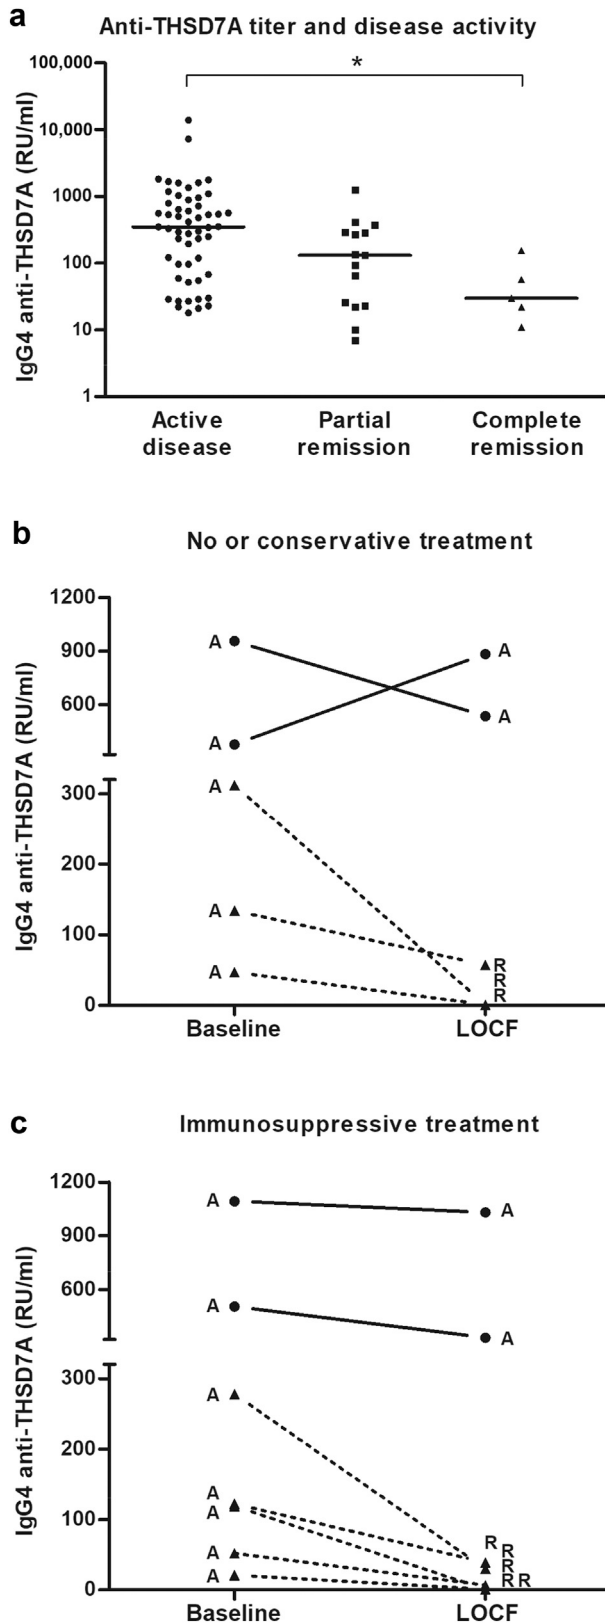 a
Anti-THSD7A titer and disease activity
IgG4 anti-THSD7A (RU/ml)
100,000
10,000
1000
100
10
1
*
Active disease
Partial remission
Complete remission
b
No or conservative treatment
IgG4 anti-THSD7A (RU/ml)
1200
900
600
300
200
100
0
A
A
A
A
A
A
A
R
R
R
Baseline
LOCF
c
Immunosuppressive treatment
IgG4 anti-THSD7A (RU/ml)
1200
900
600
300
200
100
0
A
A
A
A
A
A
A
A
A
R
R
R
R R
Baseline
LOCF